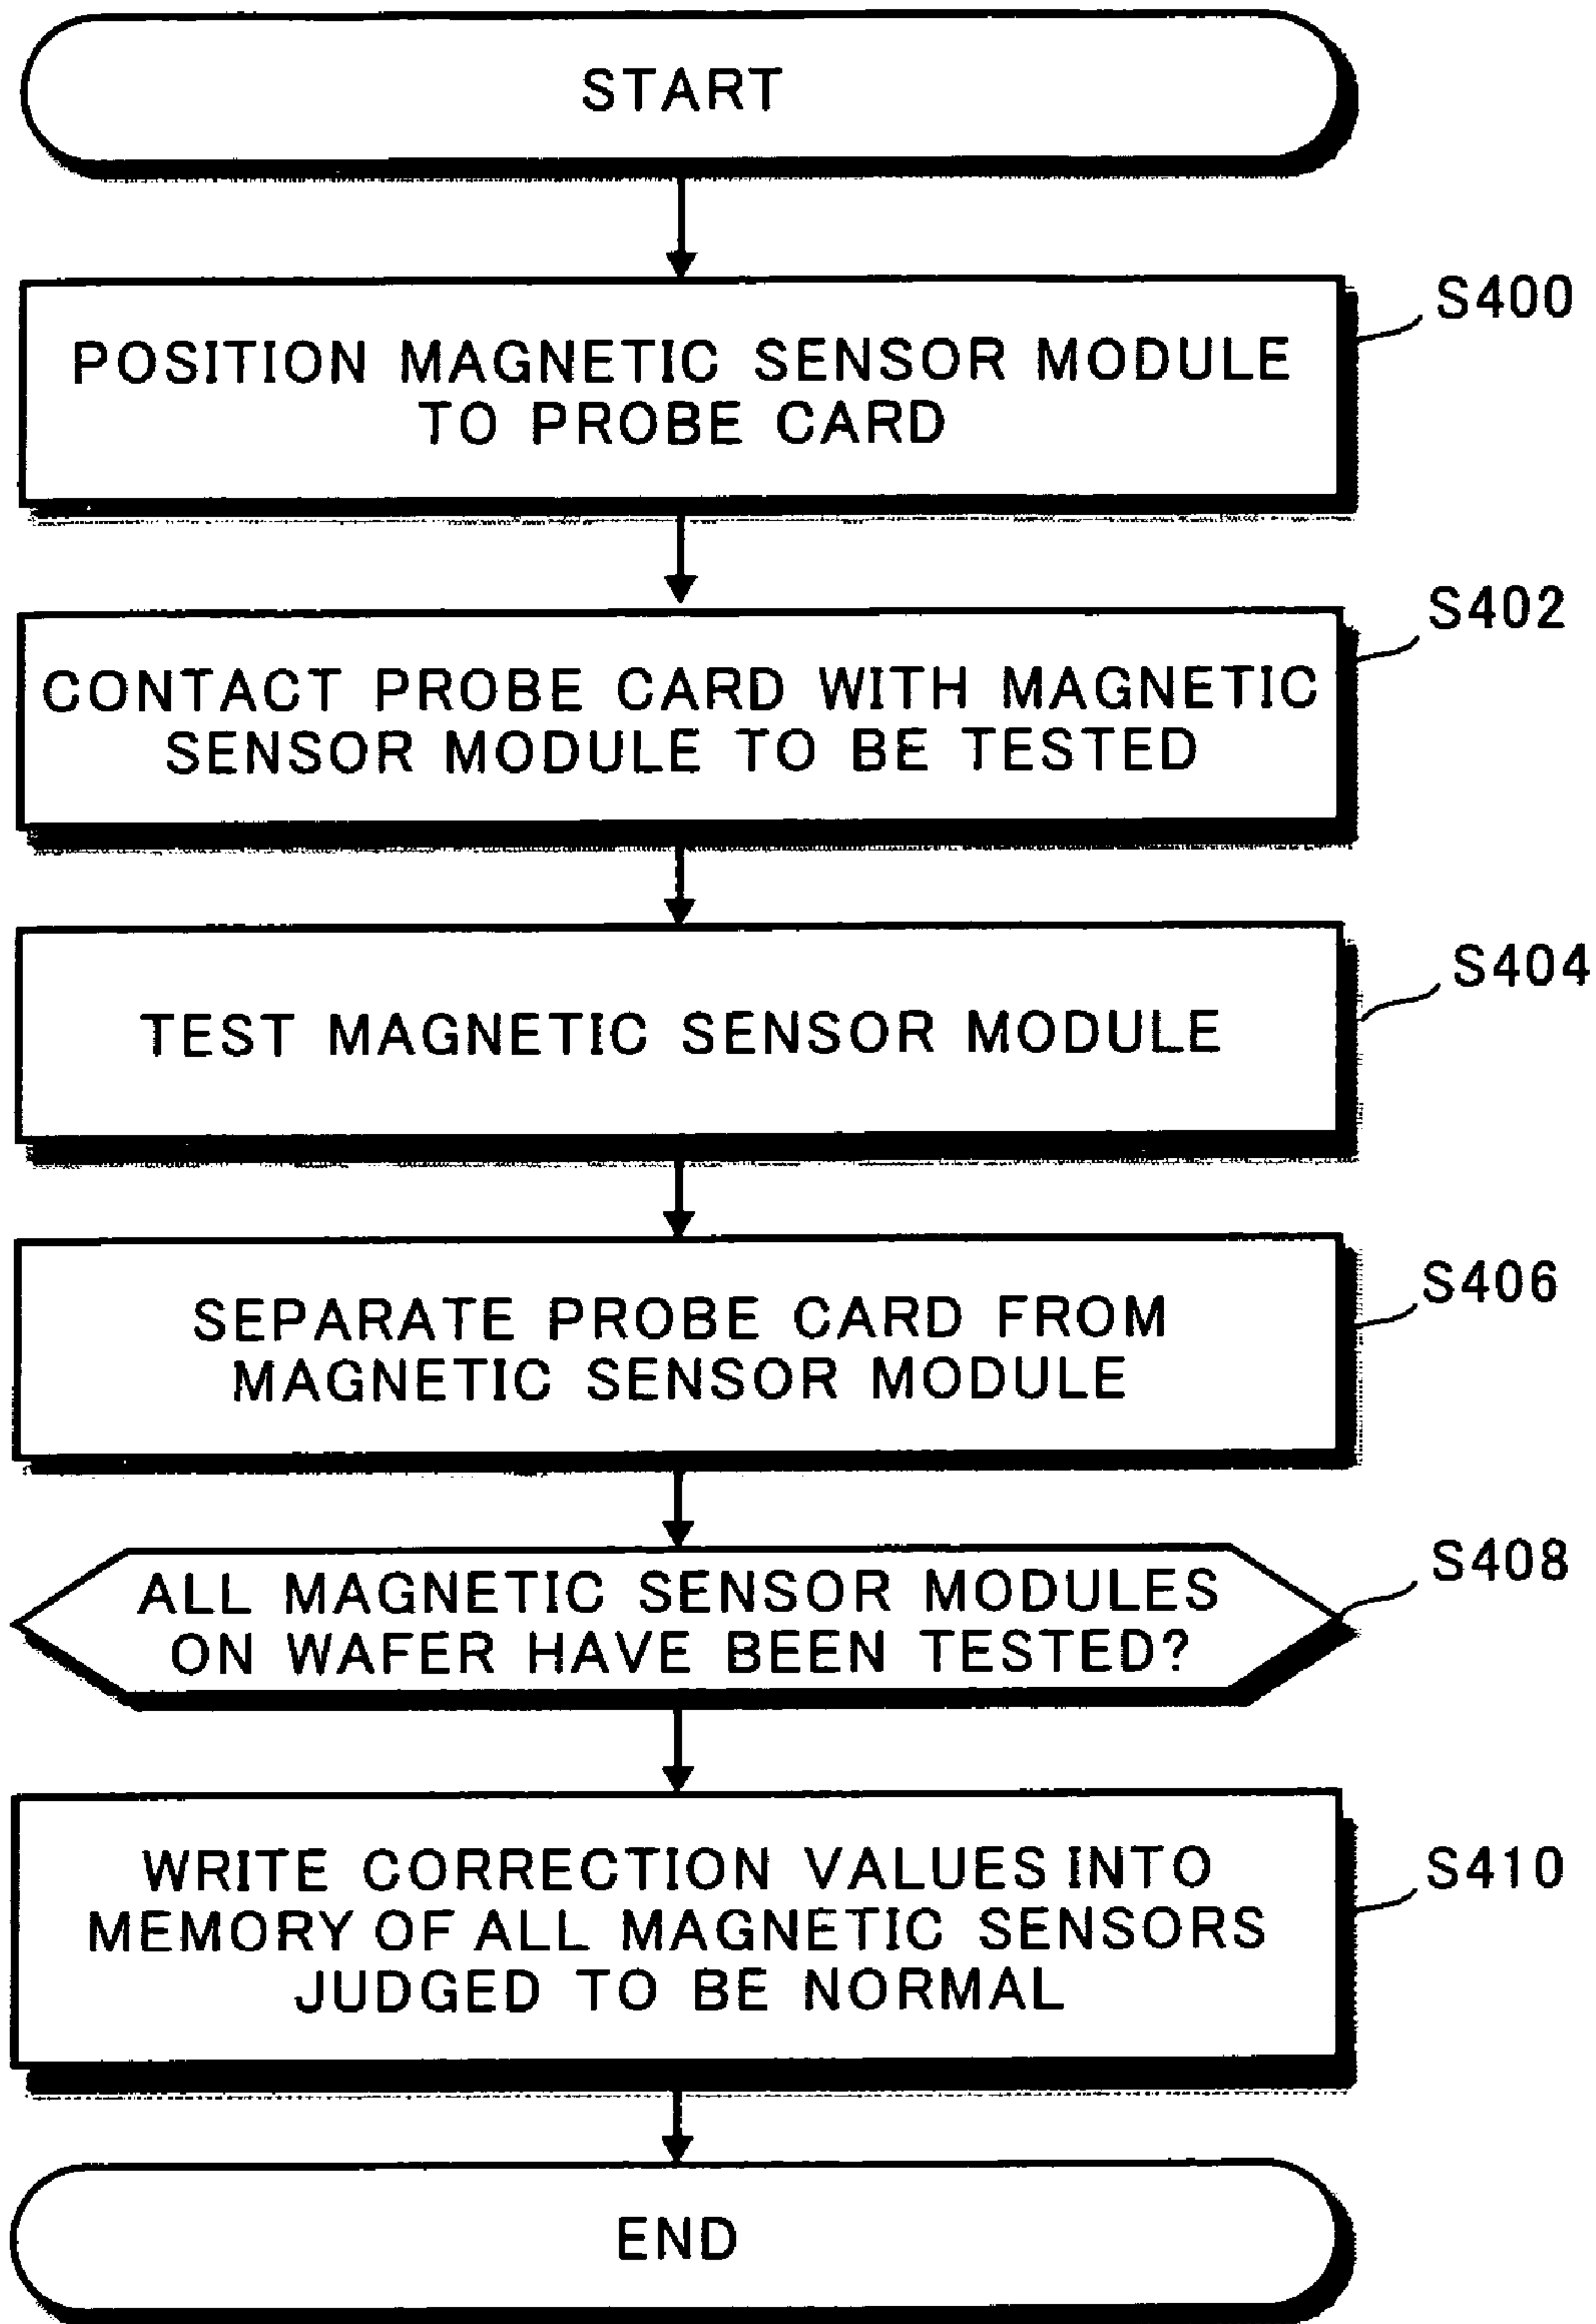 START
S400
POSITION MAGNETIC SENSOR MODULE
TO PROBE CARD
S402
CONTACT PROBE CARD WITH MAGNETIC
SENSOR MODULE TO BE TESTED
S404
TEST MAGNETIC SENSOR MODULE
S406
SEPARATE PROBE CARD FROM
MAGNETIC SENSOR MODULE
S408
ALL MAGNETIC SENSOR MODULES
ON WAFER HAVE BEEN TESTED?
S410
WRITE CORRECTION VALUES INTO
MEMORY OF ALL MAGNETIC SENSORS
JUDGED TO BE NORMAL
END